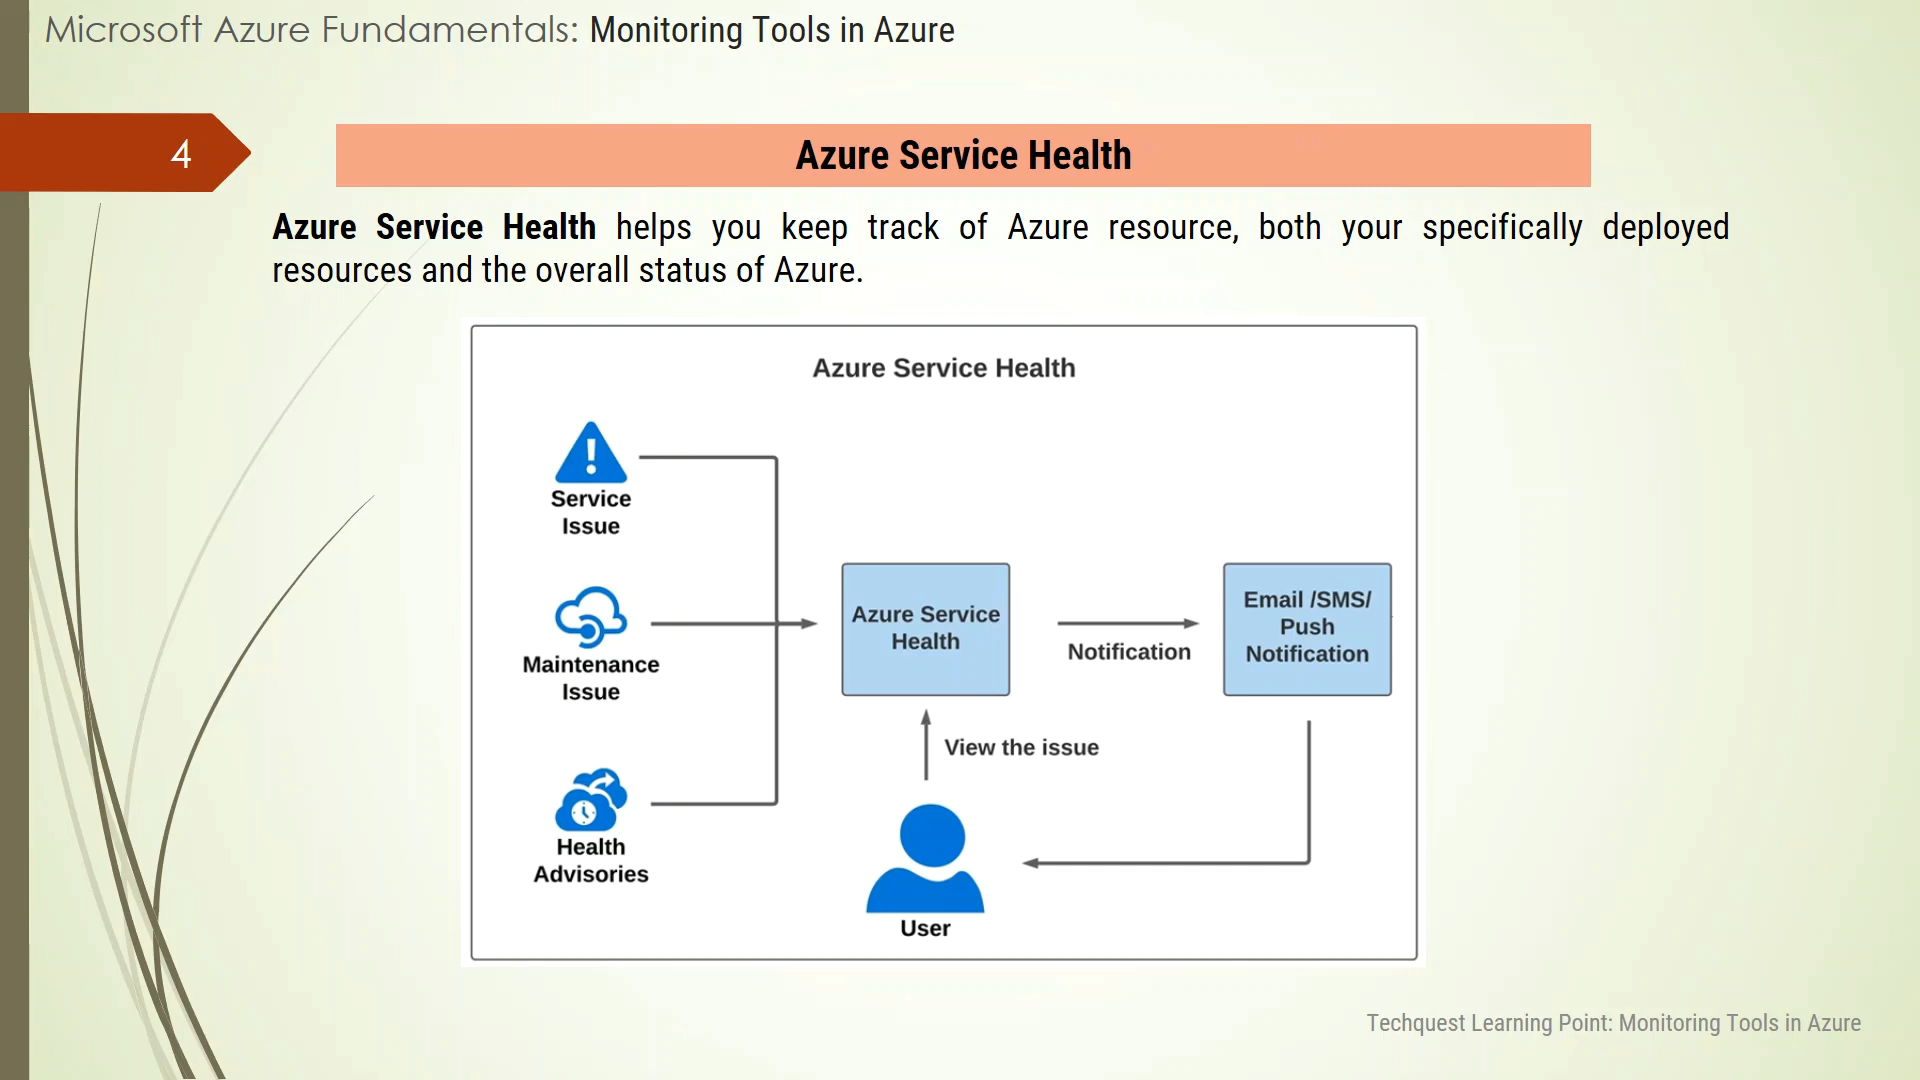 Microsoft Azure Fundamentals: Monitoring Tools in Azure
4
Azure Service Health
Azure Service Health helps you keep track of Azure resource, both your specifically deployed
resources and the overall status of Azure.
Azure Service Health
Service
Issue
Maintenance
Issue
Health
Advisories
Azure Service
Health
Notification
Email /SMS/
Push
Notification
View the issue
User
Techquest Learning Point: Monitoring Tools in Azure